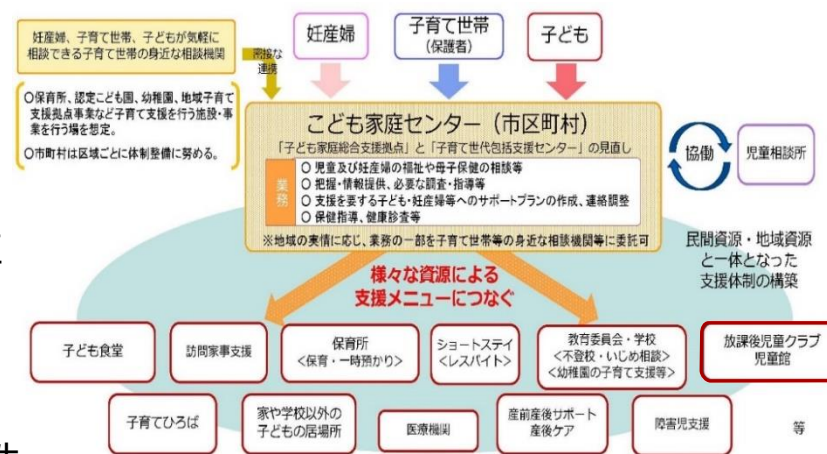 妊産婦、子育て世帯、子どもが気軽に
相談できる子育て世帯の身近な相談機関
密接な
連携
妊産婦
子育て世帯
(保護者)
子ども
○保育所、認定こども園、幼稚園、地域子育て
支援拠点事業など子育て支援を行う施設・事
業を行う場を想定。
○市町村は区域ごとに体制整備に努める。
こども家庭センター（市区町村）
「子ども家庭総合支援拠点」と「子育て世代包括支援センター」の見直し
業務
○ 児童及び妊産婦の福祉や母子保健の相談等
○ 把握・情報提供、必要な調査・指導等
○ 支援を要する子ども・妊産婦等へのサポートプランの作成、連絡調整
○ 保健指導、健康診査等
※地域の実情に応じ、業務の一部を子育て世帯等の身近な相談機関等に委託可
協働
児童相談所
様々な資源による
支援メニューにつなぐ
民間資源・地域資源
と一体となった
支援体制の構築
子ども食堂
訪問家事支援
保育所
<保育・一時預かり>
ショートステイ
<レスパイト>
教育委員会・学校
<不登校・いじめ相談>
<幼稚園の子育て支援等>
放課後児童クラブ
児童館
子育てひろば
家や学校以外の
子どもの居場所
医療機関
産前産後サポート
産後ケア
障害児支援
等